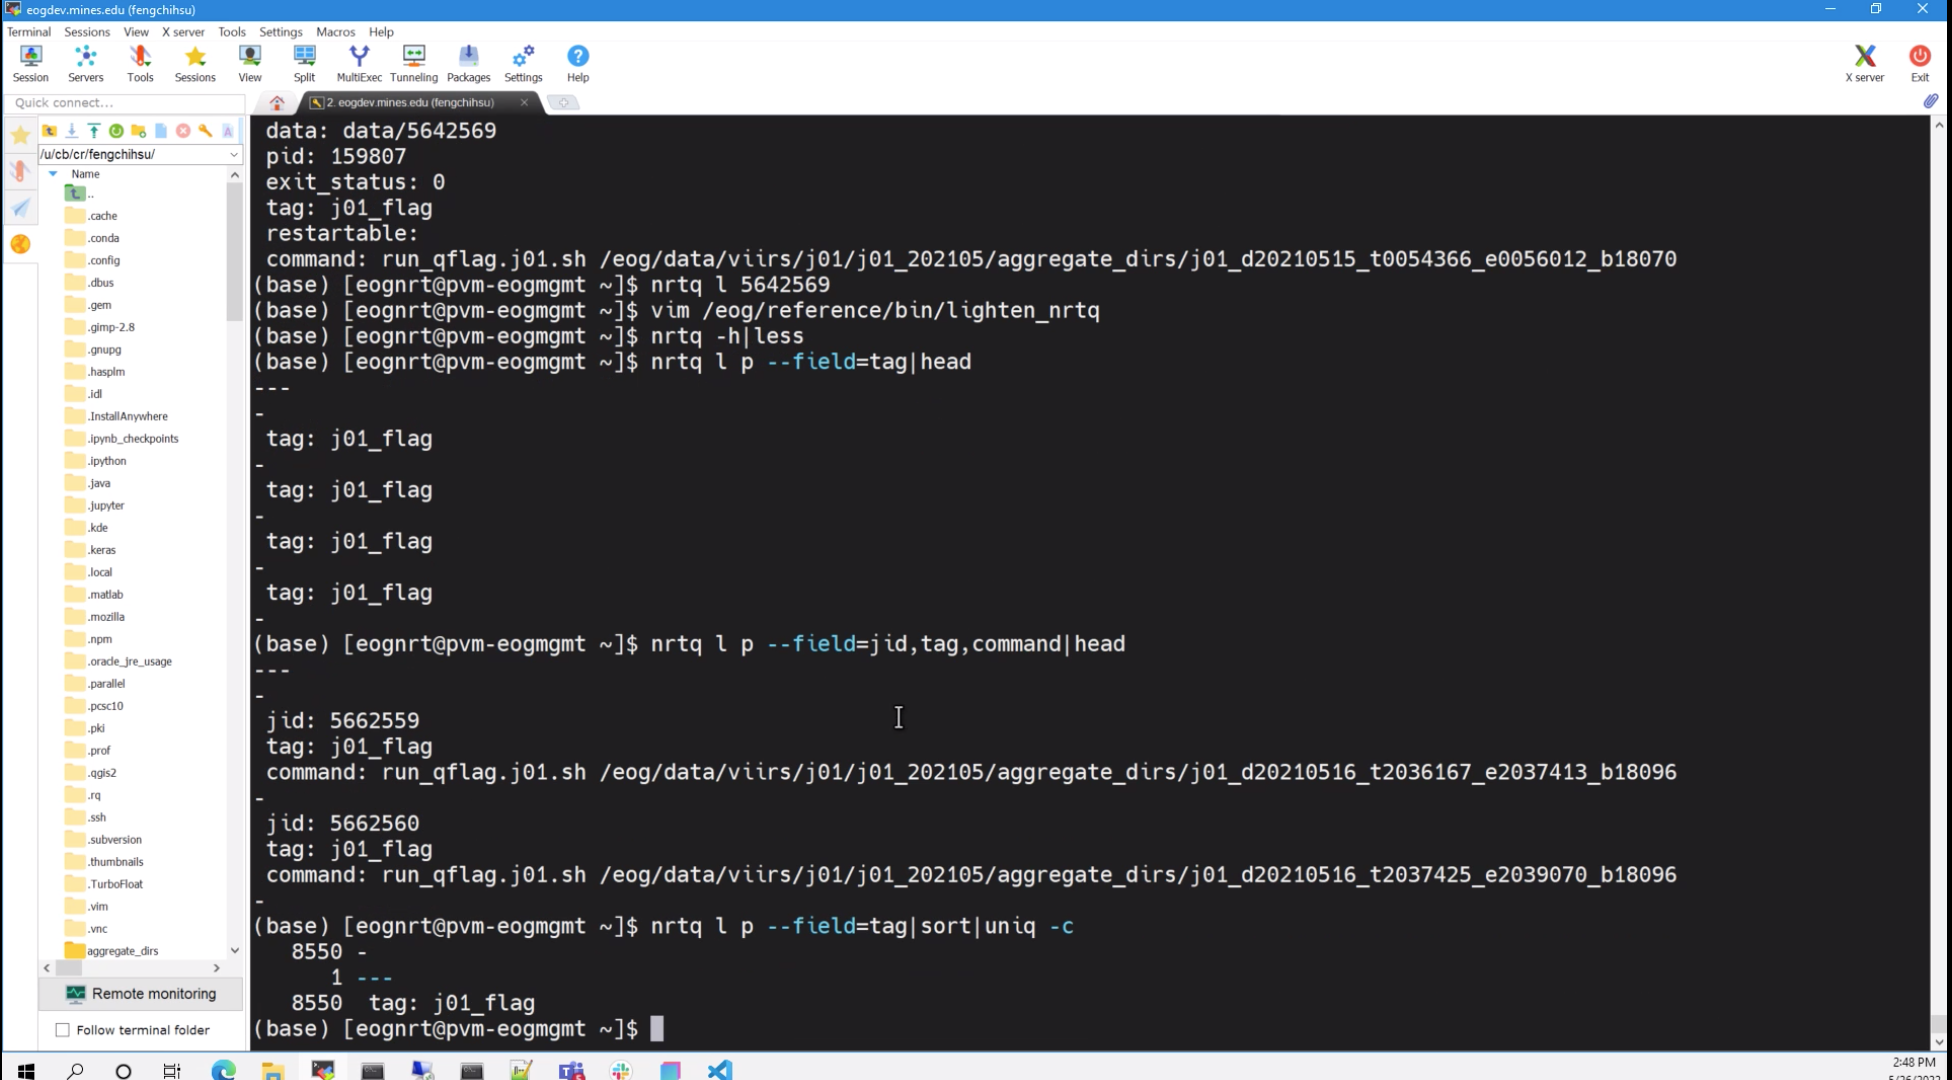 eogdev.mines.edu (fengchihsu)
Terminal Sessions View X server Tools Settings Macros Help
Session Servers Tools Sessions View Split MultiExec Tunneling Packages Settings Help X server Exit
Quick connect...
2. eogdev.mines.edu (fengchihsu)
/u/cb/cr/fengchihsu/
Name
..
.cache
.conda
.config
.dbus
.gem
.gimp-2.8
.gnupg
.hasplm
.idl
.InstallAnywhere
.ipynb_checkpoints
.ipython
.java
.jupyter
.kde
.keras
.local
.matlab
.mozilla
.npm
.oracle_jre_usage
.parallel
.pcsc10
.pki
.prof
.qgis2
.rq
.ssh
.subversion
.thumbnails
.TurboFloat
.vim
.vnc
aggregate_dirs
Remote monitoring
Follow terminal folder
data: data/5642569
pid: 159807
exit_status: 0
tag: j01_flag
restartable:
command: run_qflag.j01.sh /eog/data/viirs/j01/j01_202105/aggregate_dirs/j01_d20210515_t0054366_e0056012_b18070
(base) [eognrt@pvm-eogmgmt ~]$ nrtq l 5642569
(base) [eognrt@pvm-eogmgmt ~]$ vim /eog/reference/bin/lighten_nrtq
(base) [eognrt@pvm-eogmgmt ~]$ nrtq -h|less
(base) [eognrt@pvm-eogmgmt ~]$ nrtq l p --field=tag|head
---
-
tag: j01_flag
-
tag: j01_flag
-
tag: j01_flag
-
tag: j01_flag
-
(base) [eognrt@pvm-eogmgmt ~]$ nrtq l p --field=jid,tag,command|head
---
-
jid: 5662559
tag: j01_flag
command: run_qflag.j01.sh /eog/data/viirs/j01/j01_202105/aggregate_dirs/j01_d20210516_t2036167_e2037413_b18096
-
jid: 5662560
tag: j01_flag
command: run_qflag.j01.sh /eog/data/viirs/j01/j01_202105/aggregate_dirs/j01_d20210516_t2037425_e2039070_b18096
-
(base) [eognrt@pvm-eogmgmt ~]$ nrtq l p --field=tag|sort|uniq -c
8550 -
1 ---
8550 tag: j01_flag
(base) [eognrt@pvm-eogmgmt ~]$
2:48 PM